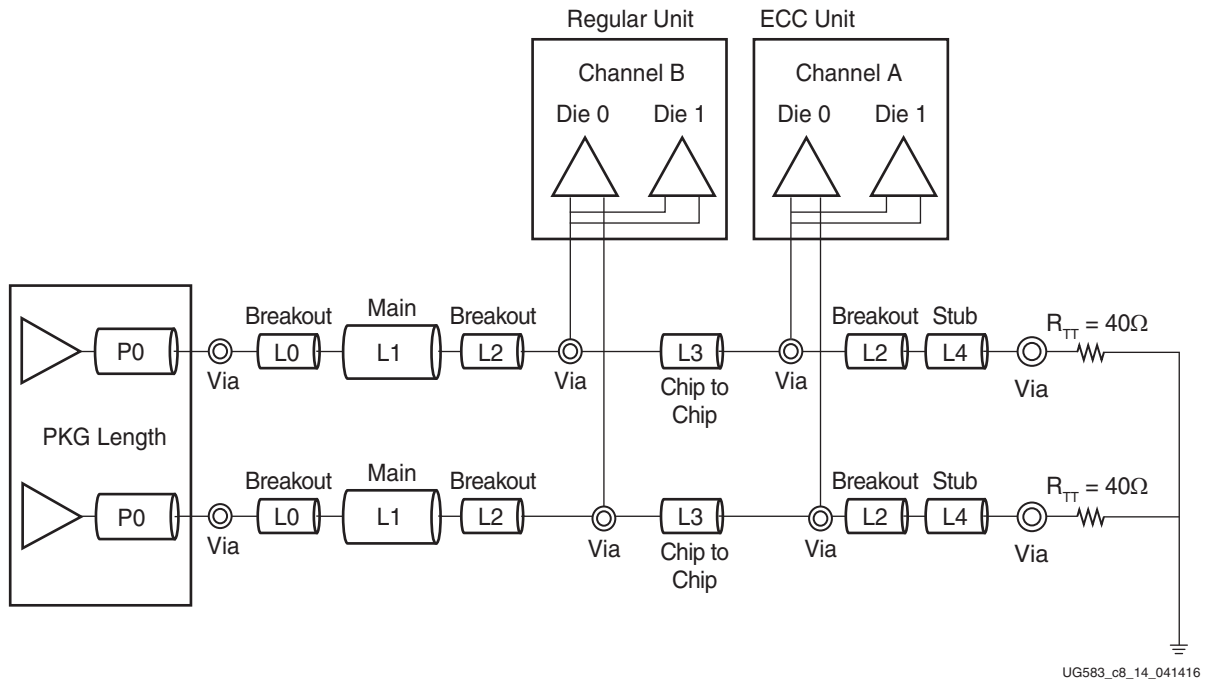 Regular Unit
ECC Unit
Channel B
Channel A
Die 0
Die 1
Die 0
Die 1
Breakout
Main
Breakout
Breakout
Stub
R_TT = 40Ω
P0
L0
L1
L2
L3
L2
L4
Via
Via
Chip to
Chip
Via
Via
PKG Length
Breakout
Main
Breakout
Breakout
Stub
R_TT = 40Ω
P0
L0
L1
L2
L3
L2
L4
Via
Via
Chip to
Chip
Via
Via
UG583_c8_14_041416